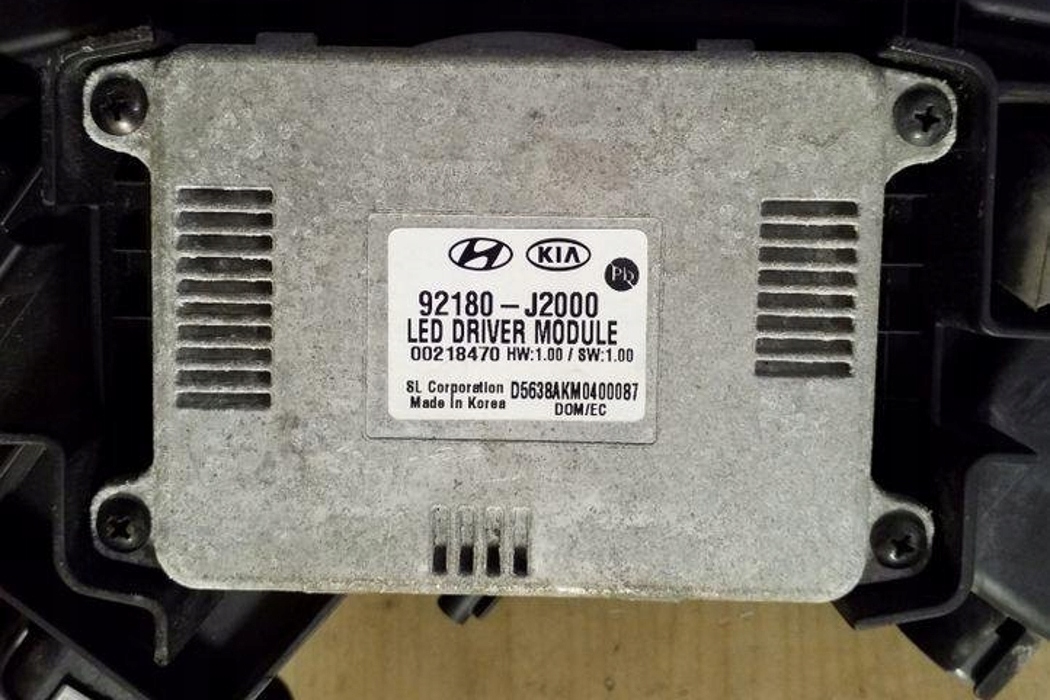 KIA
Pb
92180-J2000
LED DRIVER MODULE
00218470 HW:1.00 / SW:1.00
SL Corporation D5638AKM0400087
Made In Korea DOM/EC